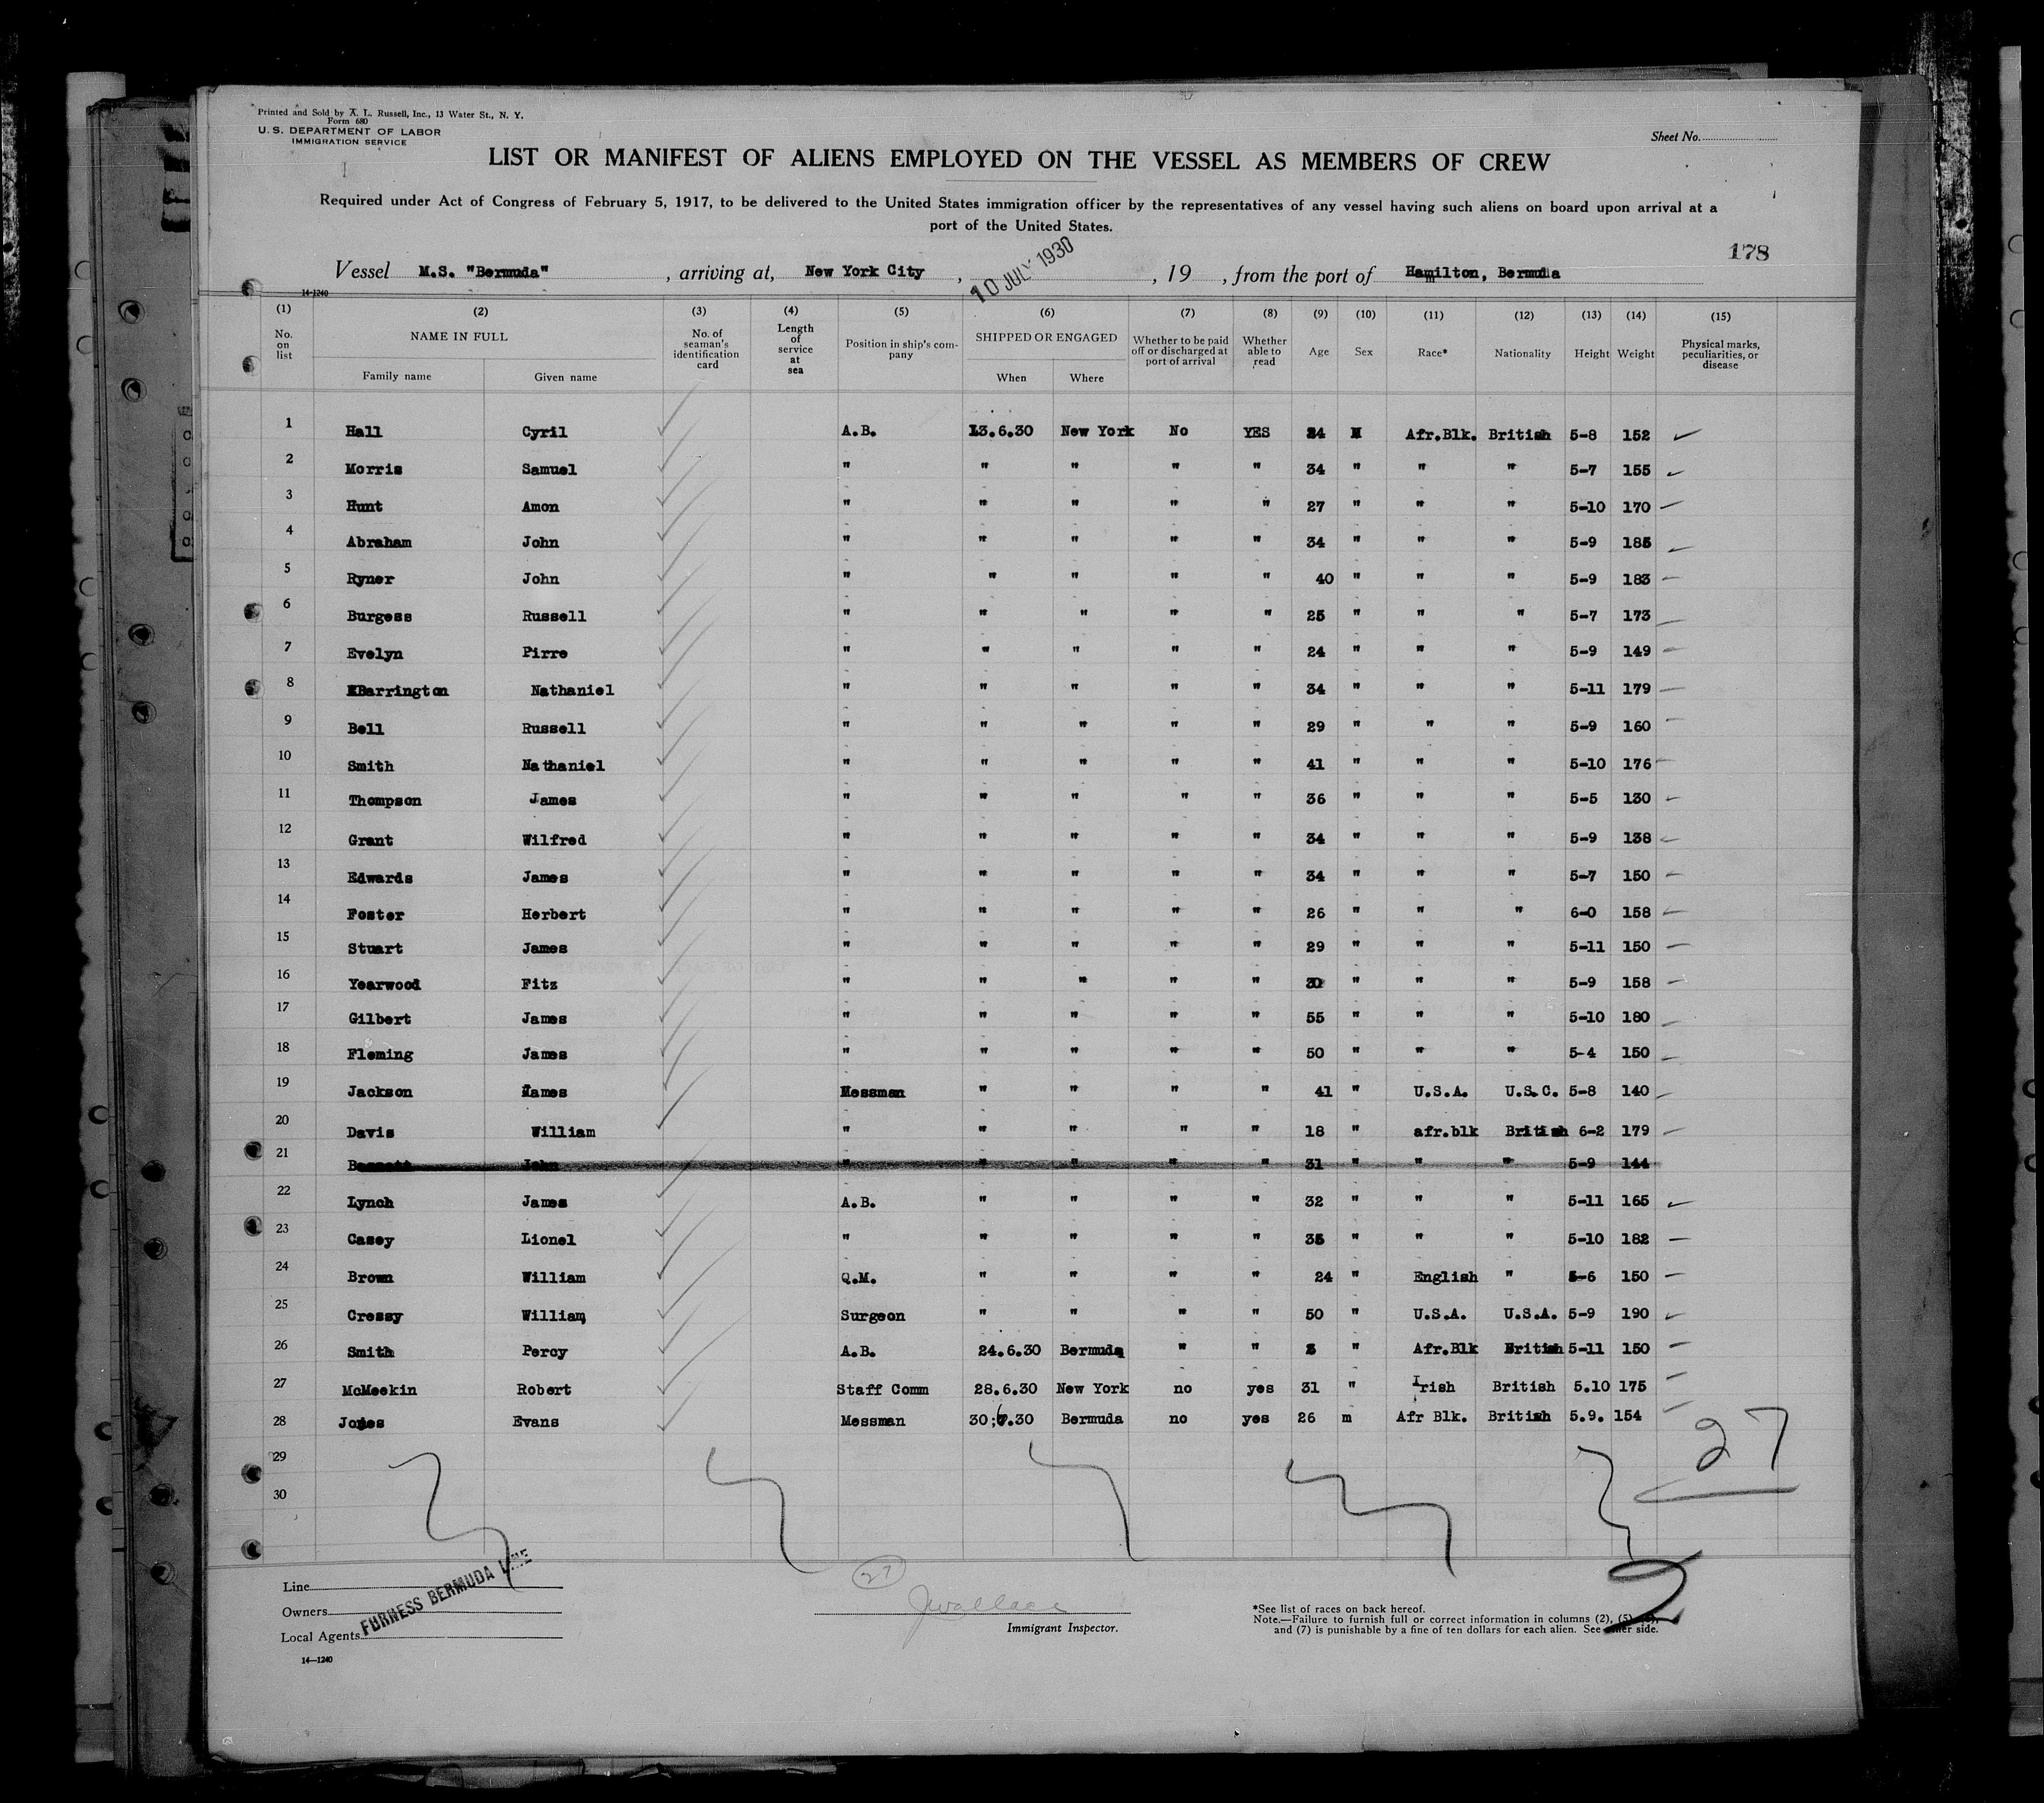 Printed and Sold by A. L. Russell, Inc., 13 Water St., N. Y.
Form 680
U. S. DEPARTMENT OF LABOR
IMMIGRATION SERVICE
Sheet No.
LIST OR MANIFEST OF ALIENS EMPLOYED ON THE VESSEL AS MEMBERS OF CREW
Required under Act of Congress of February 5, 1917, to be delivered to the United States immigration officer by the representatives of any vessel having such aliens on board upon arrival at a
port of the United States.
178
Vessel M.S. "Bermuda", arriving at, New York City, 10 JULY 1930, 19 , from the port of Hamilton, Bermuda
14-1240
(1) (2) (3) (4) (5) (6) (7) (8) (9) (10) (11) (12) (13) (14) (15)
No. on list NAME IN FULL Family name Given name No. of seaman's identification card Length of service at sea Position in ship's company SHIPPED OR ENGAGED When Where Whether to be paid off or discharged at port of arrival Whether able to read Age Sex Race* Nationality Height Weight Physical marks, peculiarities, or disease
1 Hall Cyril A.B. 13.6.30 New York No YES 24 M Afr.Blk. British 5-8 152
2 Morris Samuel " " " " " 34 " " " 5-7 155
3 Hunt Amon " " " " " 27 " " " 5-10 170
4 Abraham John " " " " " 34 " " " 5-9 185
5 Ryner John " " " " " 40 " " " 5-9 183
6 Burgess Russell " " " " " 25 " " " 5-7 173
7 Evelyn Pirre " " " " " 24 " " " 5-9 149
8 Barrington Nathaniel " " " " " 34 " " " 5-11 179
9 Bell Russell " " " " " 29 " " " 5-9 160
10 Smith Nathaniel " " " " " 41 " " " 5-10 176
11 Thompson James " " " " " 36 " " " 5-5 130
12 Grant Wilfred " " " " " 34 " " " 5-9 138
13 Edwards James " " " " " 34 " " " 5-7 150
14 Foster Herbert " " " " " 26 " " " 6-0 158
15 Stuart James " " " " " 29 " " " 5-11 150
16 Yearwood Fitz " " " " " 30 " " " 5-9 158
17 Gilbert James " " " " " 55 " " " 5-10 180
18 Fleming James " " " " " 50 " " " 5-4 150
19 Jackson James Messman " " " " 41 " U.S.A. U.S.C. 5-8 140
20 Davis William " " " " " 18 " afr.blk British 6-2 179
21 John " " " " " 31 " " " 5-9 144
22 Lynch James A.B. " " " " 32 " " " 5-11 165
23 Casey Lionel " " " " " 35 " " " 5-10 182
24 Brown William Q.M. " " " " 24 " English " 5-6 150
25 Cressy William Surgeon " " " " 50 " U.S.A. U.S.A. 5-9 190
26 Smith Percy A.B. 24.6.30 Bermuda " " " Afr.Blk British 5-11 150
27 McMeekin Robert Staff Comm 28.6.30 New York no yes 31 " Irish British 5.10 175
28 Jones Evans Messman 30;6.30 Bermuda no yes 26 m Afr Blk. British 5.9. 154
29
30
27
Line
Owners
Local Agents
FURNESS BERMUDA LINE
14-1240
27
JWallace
Immigrant Inspector.
*See list of races on back hereof.
Note.—Failure to furnish full or correct information in columns (2), (5),
and (7) is punishable by a fine of ten dollars for each alien. See other side.